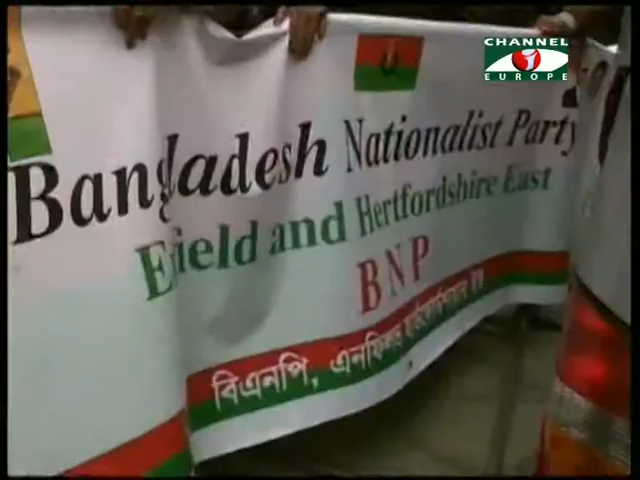 CHANNEL
i
EUROPE
Bangladesh Nationalist Party
Enfield and Hertfordshire East
BNP
বিএনপি, এনফিল্ড